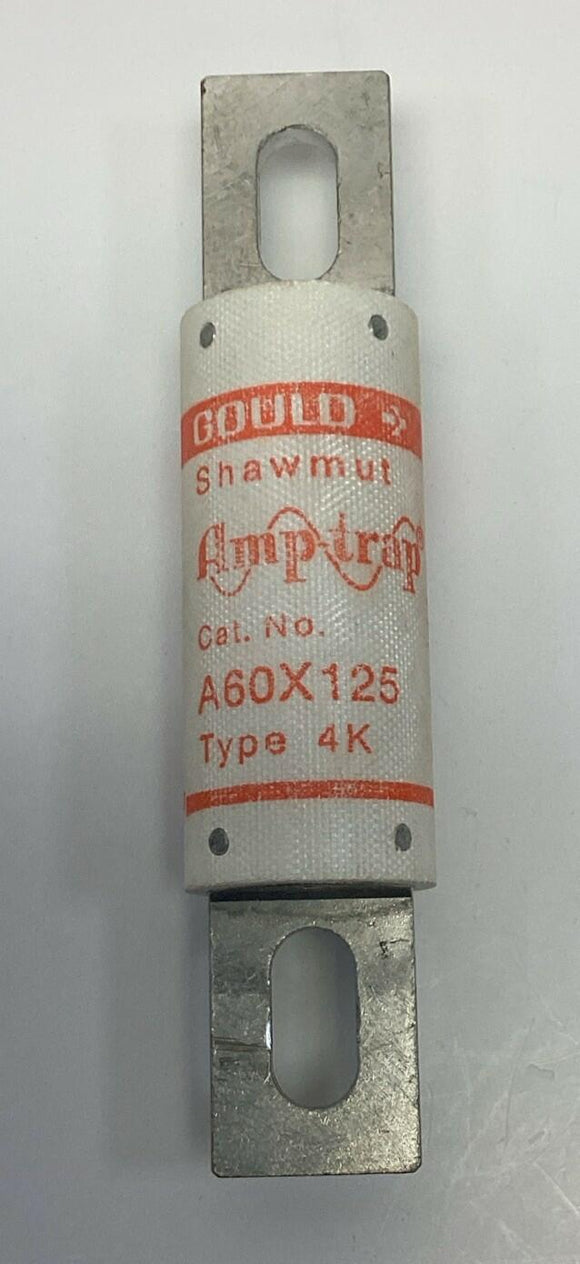 GOULD
Shawmut
Amp-trap®
Cat. No.
A60X125
Type 4K